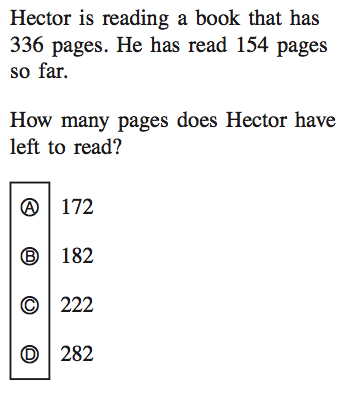 Hector is reading a book that has
336 pages. He has read 154 pages
so far.
How many pages does Hector have
left to read?
Ⓐ 172
Ⓑ 182
Ⓒ 222
Ⓓ 282